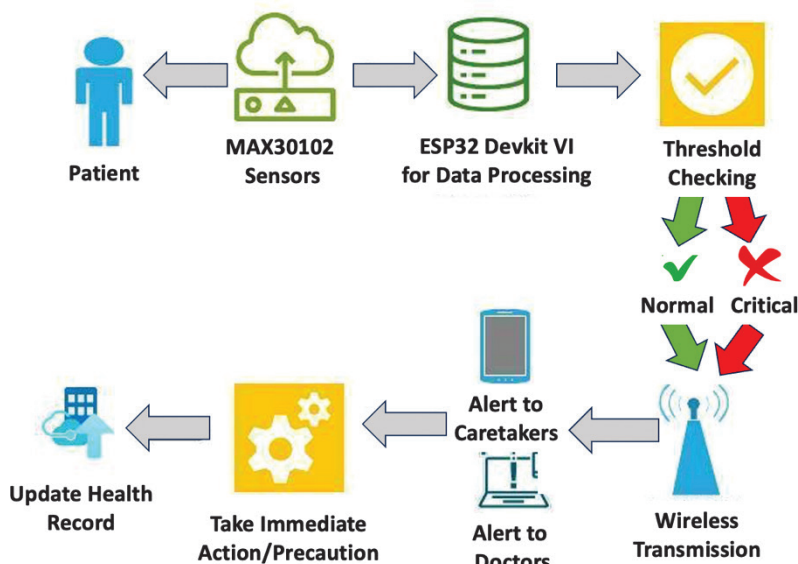 Patient
MAX30102
Sensors
ESP32 Devkit VI
for Data Processing
Threshold
Checking
Normal
Critical
Wireless
Transmission
Alert to
Caretakers
Alert to
Doctors
Take Immediate
Action/Precaution
Update Health
Record